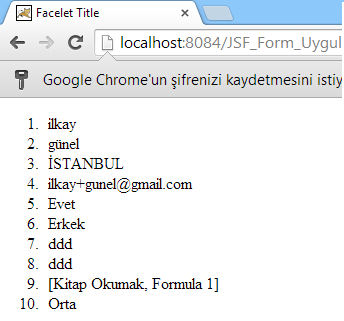 Facelet Title
localhost:8084/JSF_Form_Uygul
Google Chrome'un şifrenizi kaydetmesini istiy
1. ilkay
2. günel
3. İSTANBUL
4. ilkay+gunel@gmail.com
5. Evet
6. Erkek
7. ddd
8. ddd
9. [Kitap Okumak, Formula 1]
10. Orta